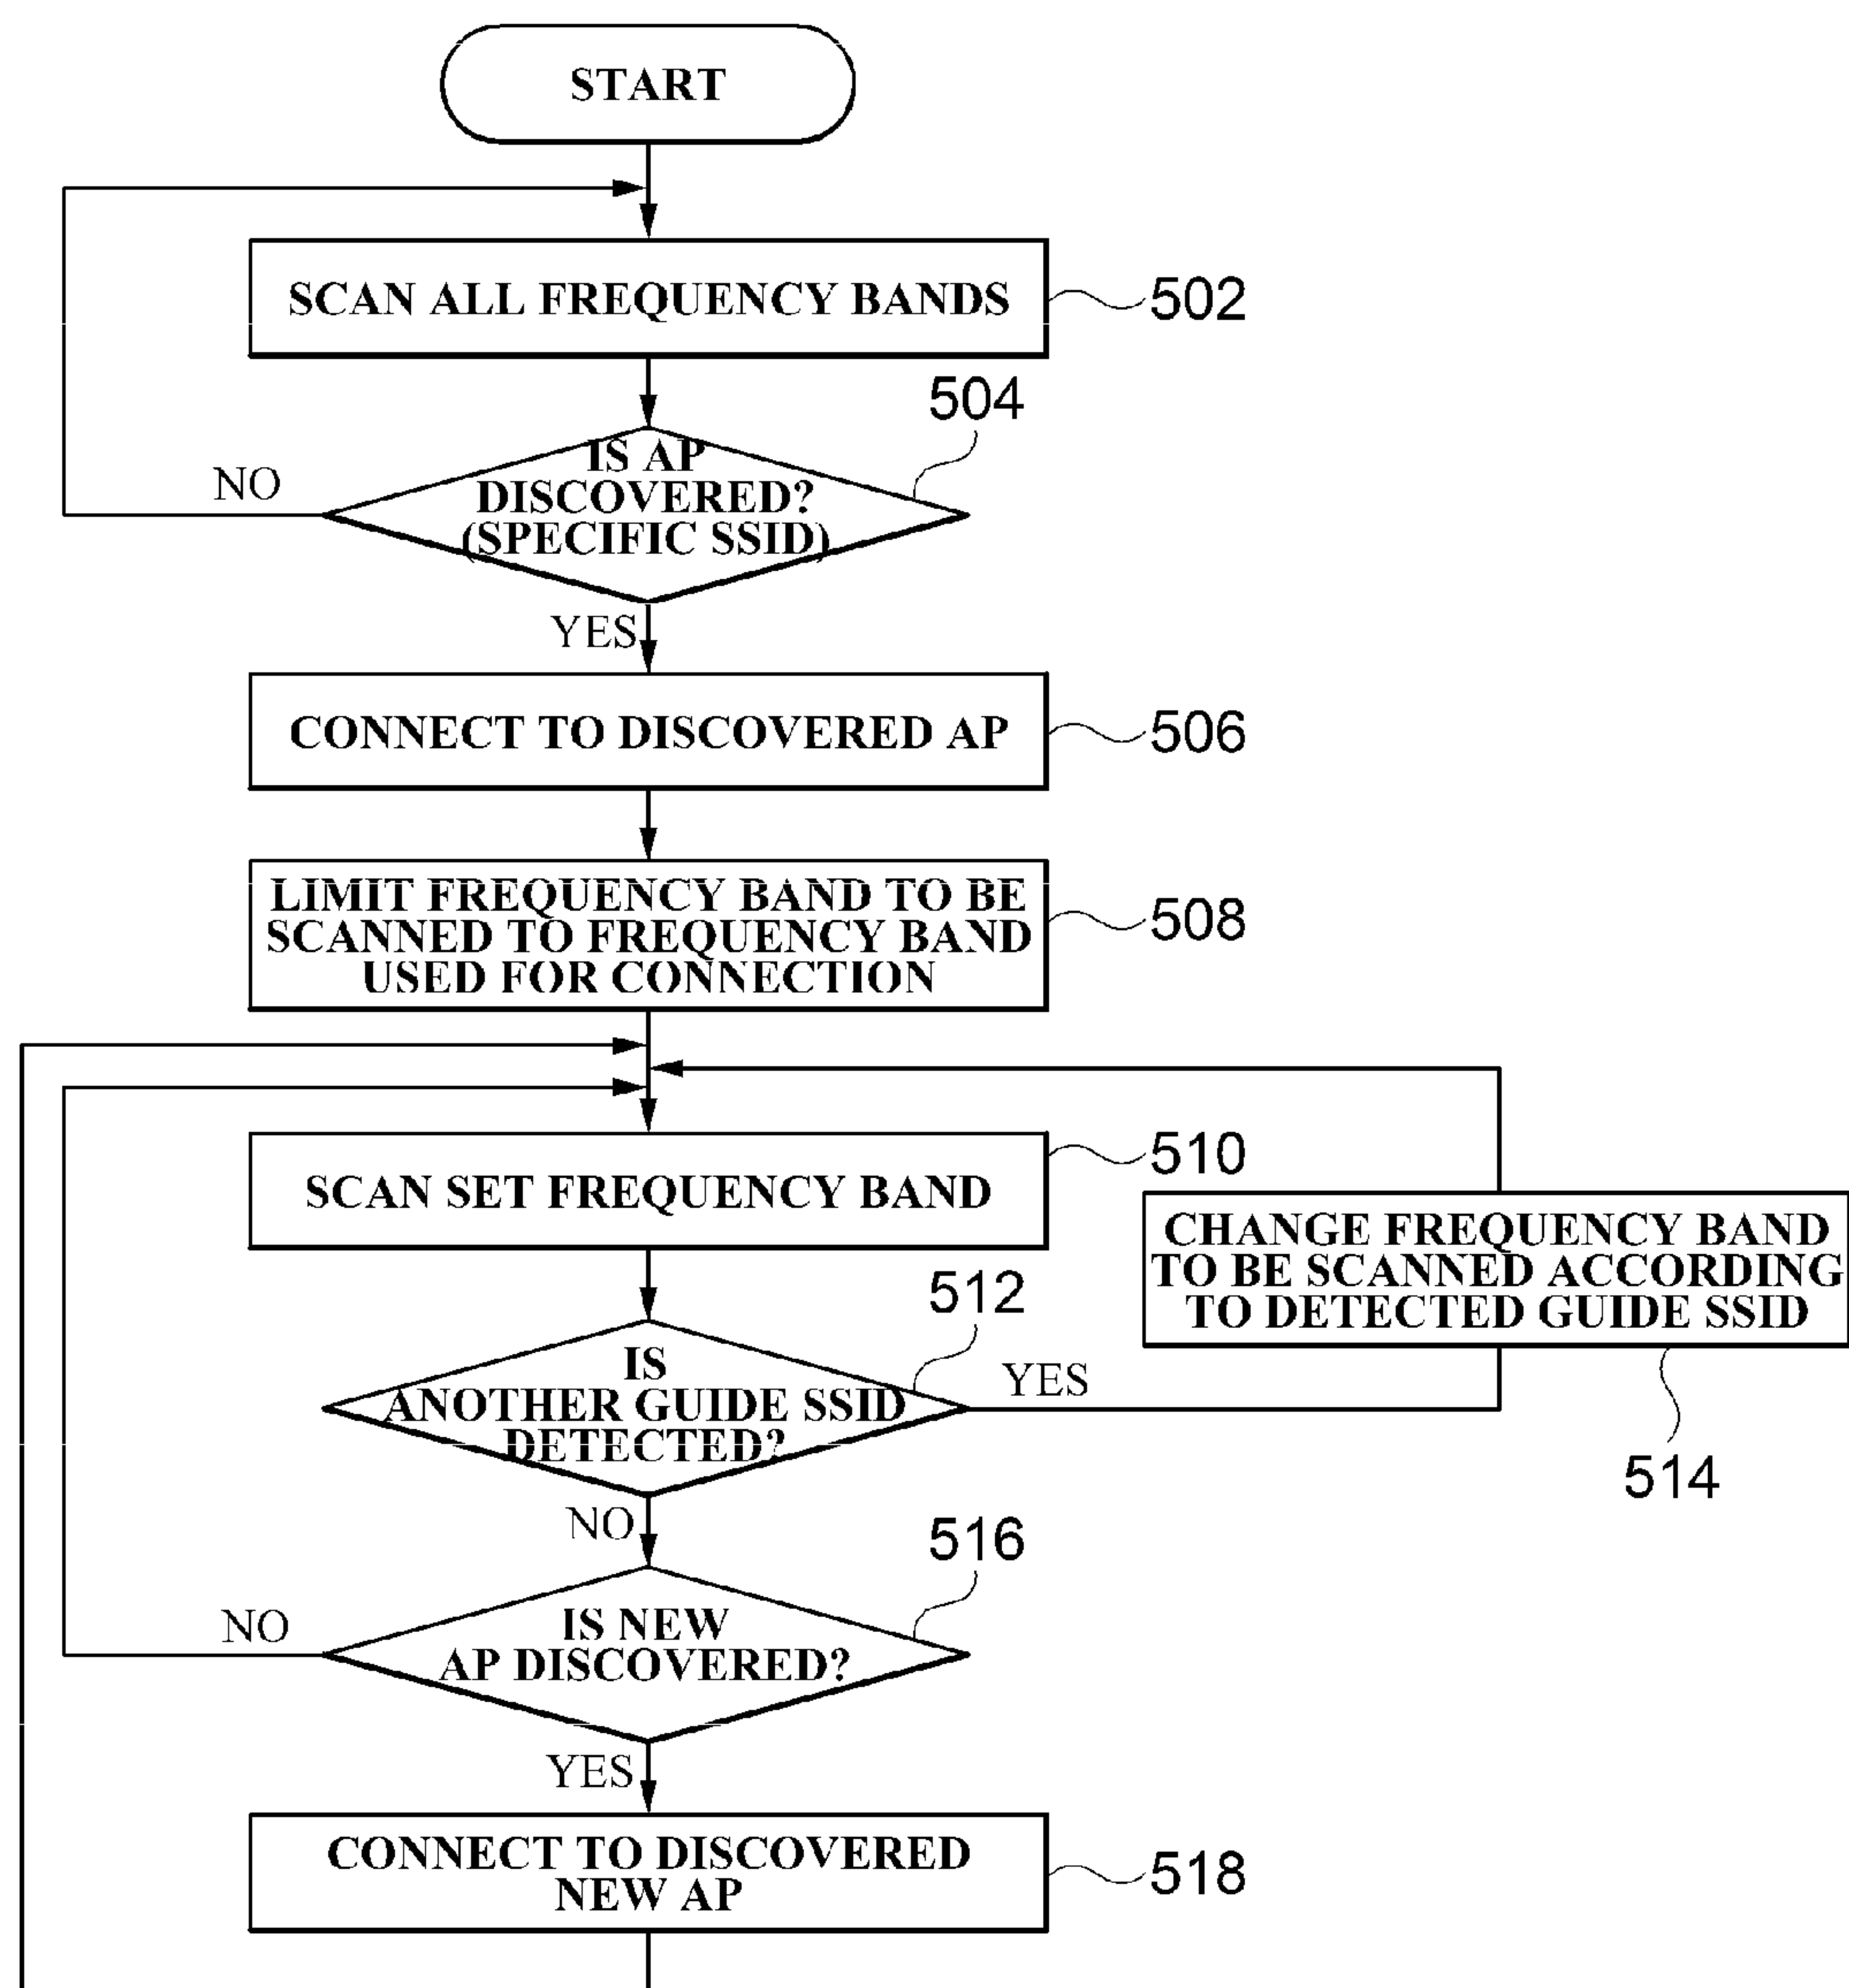 START
SCAN ALL FREQUENCY BANDS
502
504
IS AP
DISCOVERED?
(SPECIFIC SSID)
NO
YES
CONNECT TO DISCOVERED AP
506
LIMIT FREQUENCY BAND TO BE
SCANNED TO FREQUENCY BAND
USED FOR CONNECTION
508
SCAN SET FREQUENCY BAND
510
CHANGE FREQUENCY BAND
TO BE SCANNED ACCORDING
TO DETECTED GUIDE SSID
514
512
IS
ANOTHER GUIDE SSID
DETECTED?
YES
NO
516
IS NEW
AP DISCOVERED?
NO
YES
CONNECT TO DISCOVERED
NEW AP
518